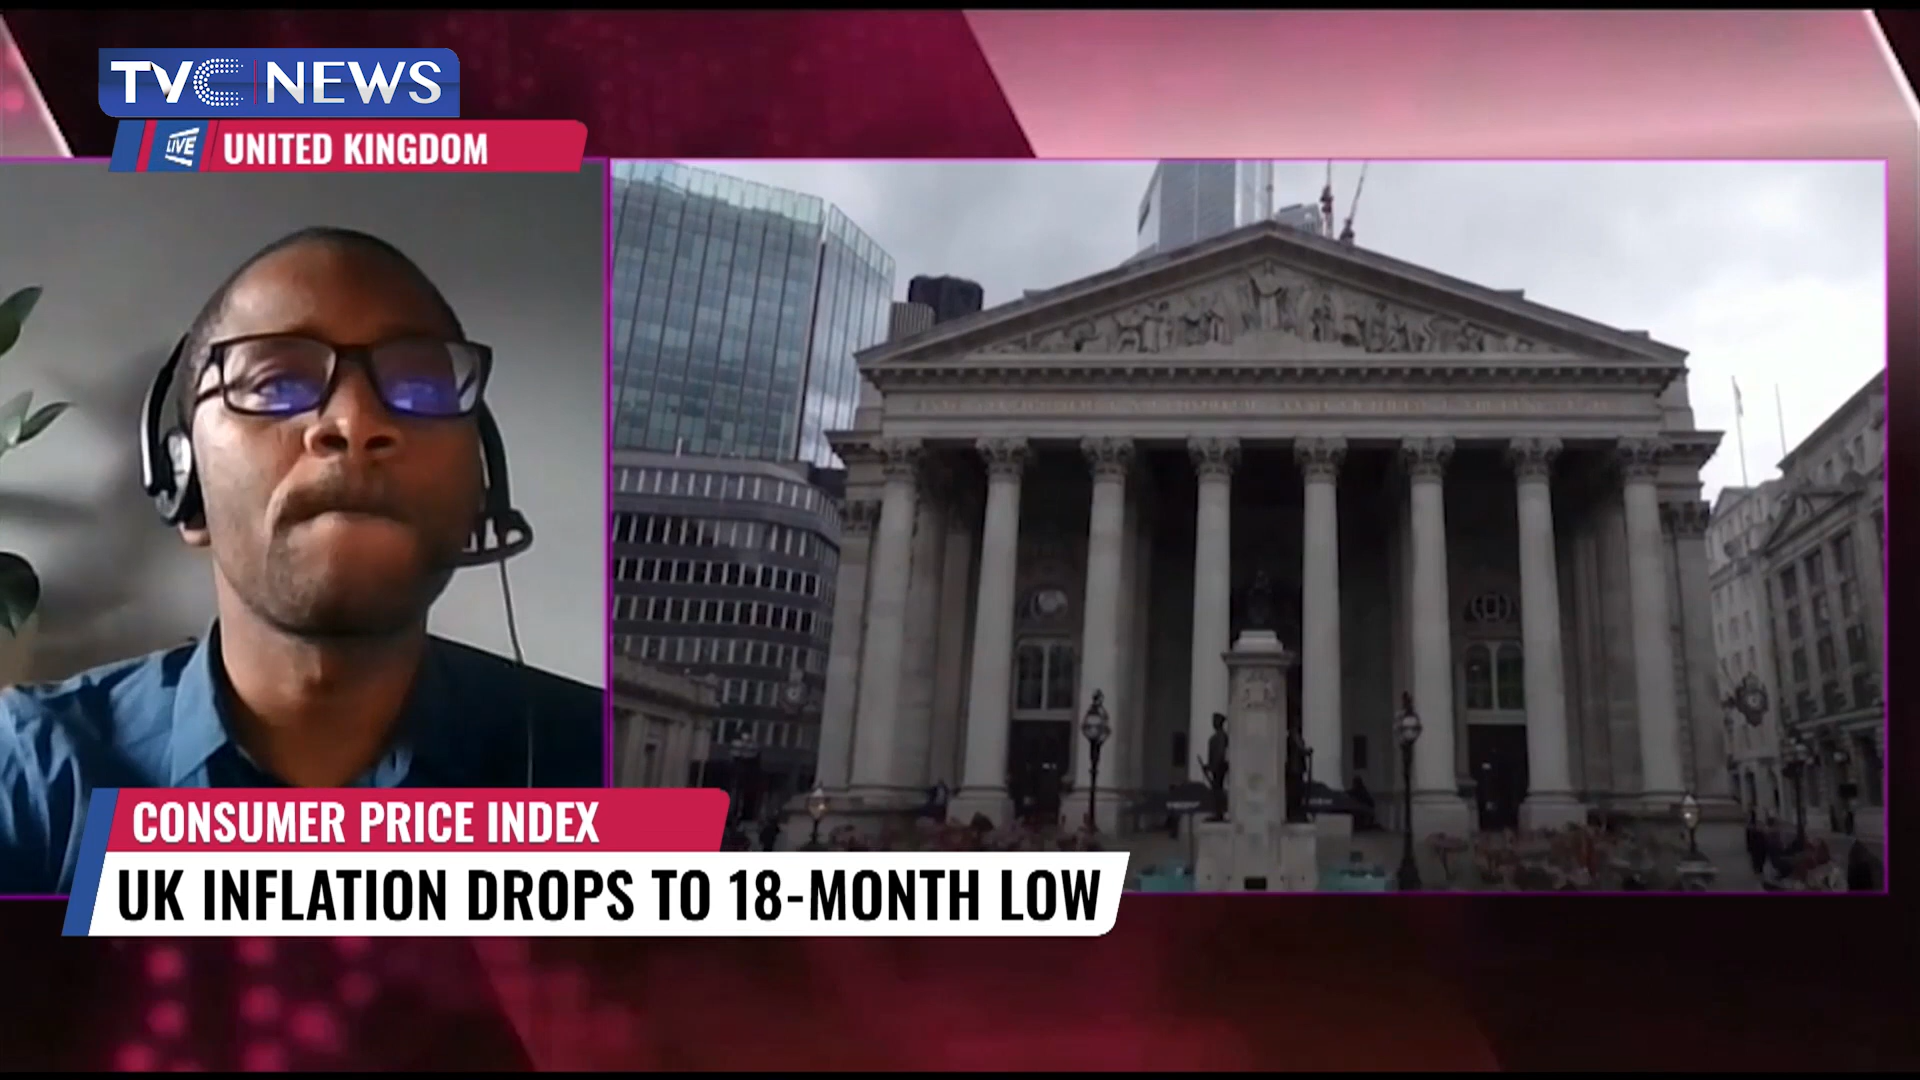 TVC NEWS
LIVE
UNITED KINGDOM
CONSUMER PRICE INDEX
UK INFLATION DROPS TO 18-MONTH LOW